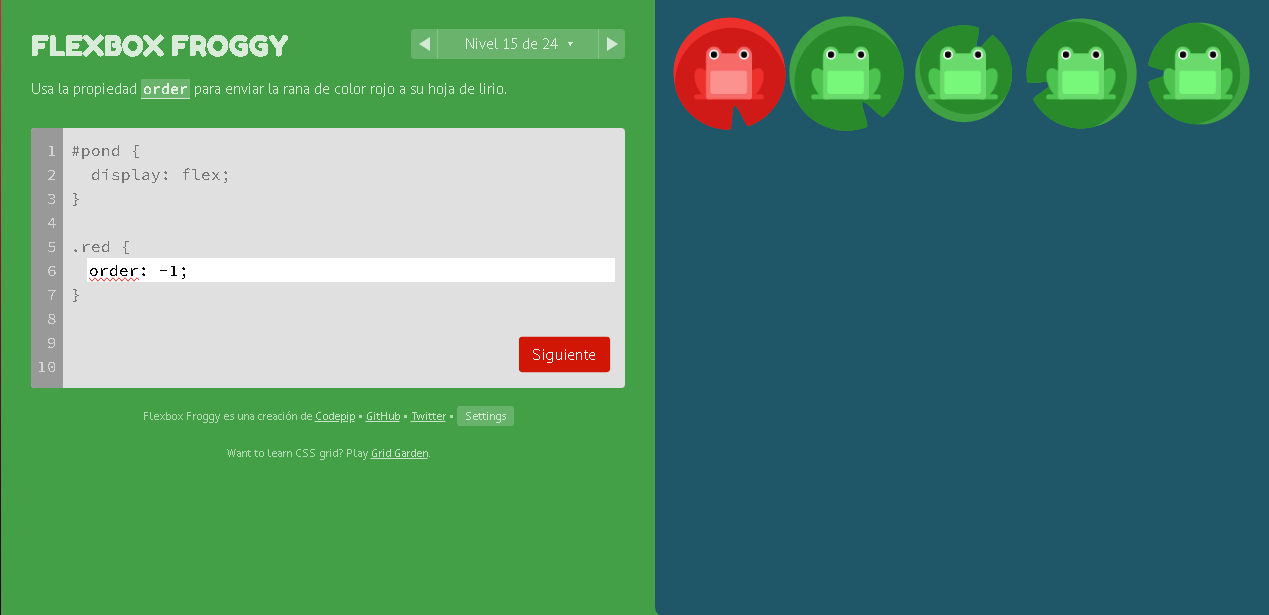 FLEXBOX FROGGY
Nivel 15 de 24
Usa la propiedad order para enviar la rana de color rojo a su hoja de lirio.
1 #pond {
2 display: flex;
3 }
4
5 .red {
6 order: -1;
7 }
8
9
10
Siguiente
Flexbox Froggy es una creación de Codepip • GitHub • Twitter • Settings
Want to learn CSS grid? Play Grid Garden.